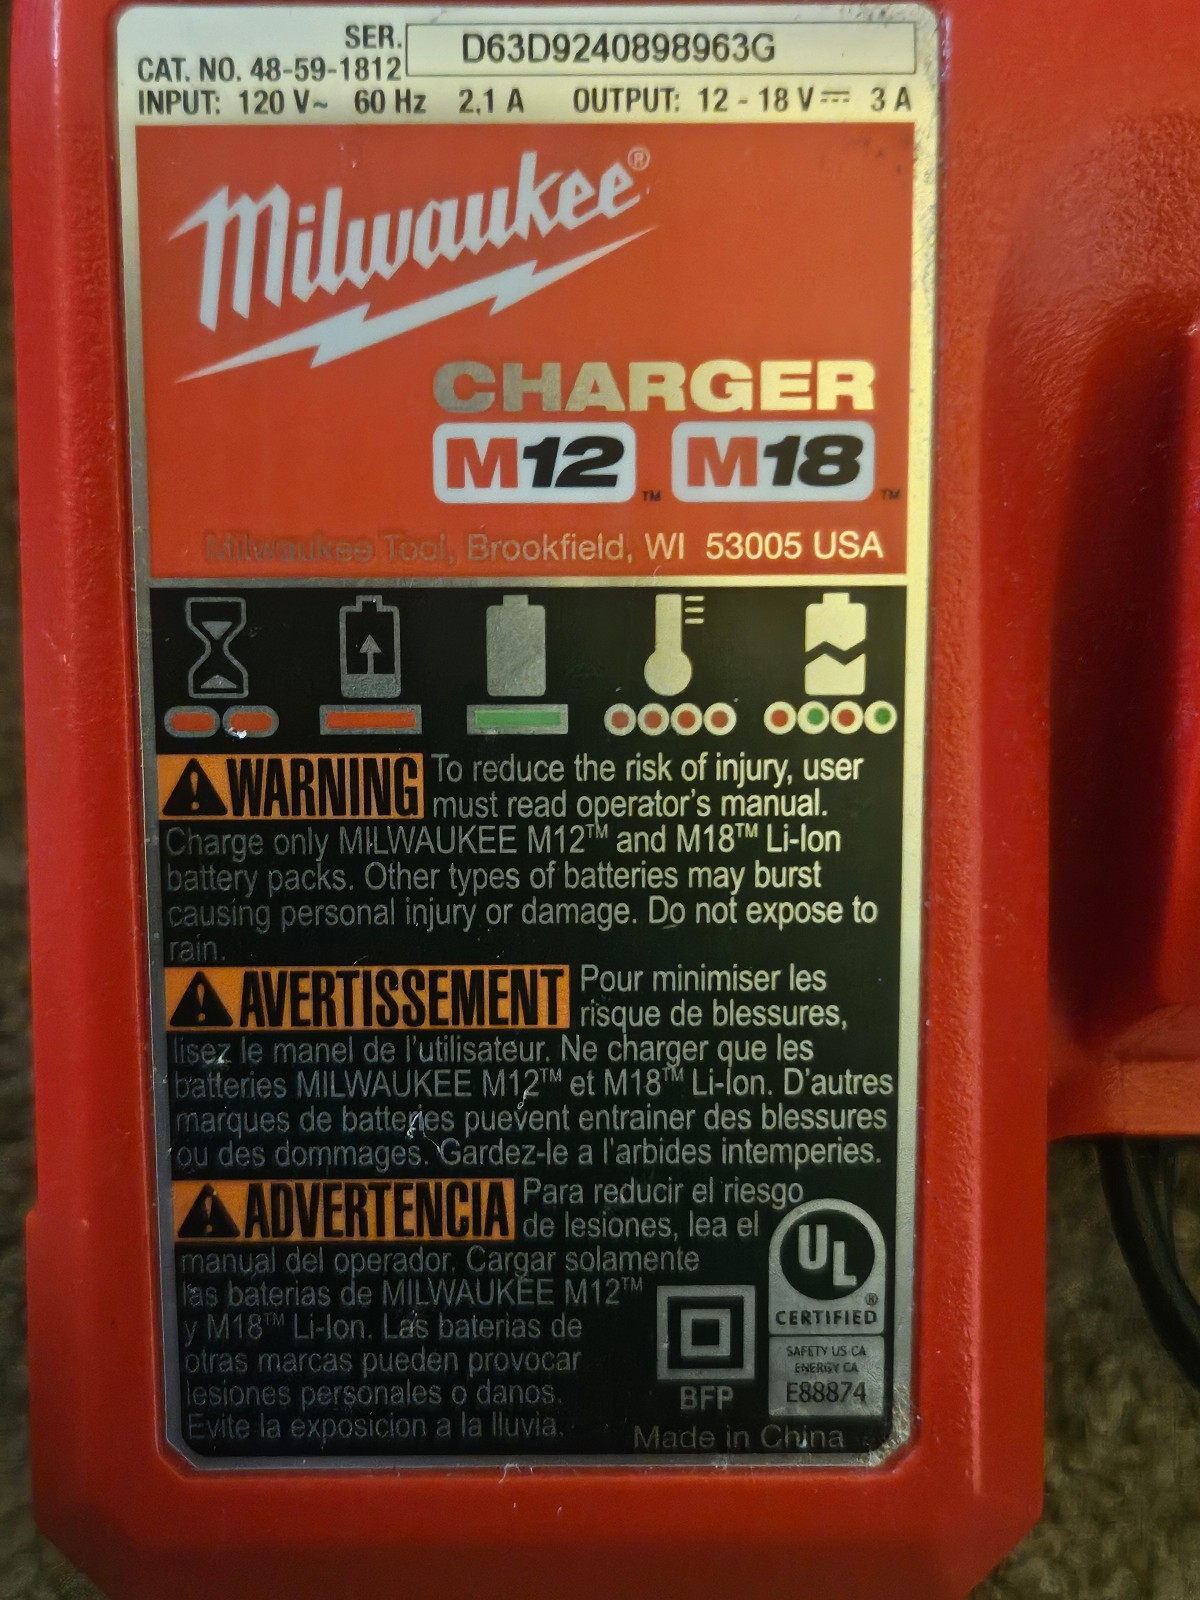 SER. D63D9240898963G
CAT. NO. 48-59-1812
INPUT: 120 V~ 60 Hz 2,1 A OUTPUT: 12 - 18 V⎓ 3 A
Milwaukee®
CHARGER
M12™ M18™
Milwaukee Tool, Brookfield, WI 53005 USA
WARNING To reduce the risk of injury, user
must read operator's manual.
Charge only MILWAUKEE M12™ and M18™ Li-Ion
battery packs. Other types of batteries may burst
causing personal injury or damage. Do not expose to
rain.
AVERTISSEMENT Pour minimiser les
risque de blessures,
lisez le manel de l'utilisateur. Ne charger que les
batteries MILWAUKEE M12™ et M18™ Li-Ion. D'autres
marques de batteries puevent entrainer des blessures
ou des dommages. Gardez-le a l'arbides intemperies.
ADVERTENCIA Para reducir el riesgo
de lesiones, lea el
manual del operador. Cargar solamente
las baterias de MILWAUKEE M12™
y M18™ Li-Ion. Las baterias de
otras marcas pueden provocar
lesiones personales o danos.
Evite la exposicion a la lluvia.
BFP
UL®
CERTIFIED
SAFETY US CA
ENERGY CA
E88874
Made in China